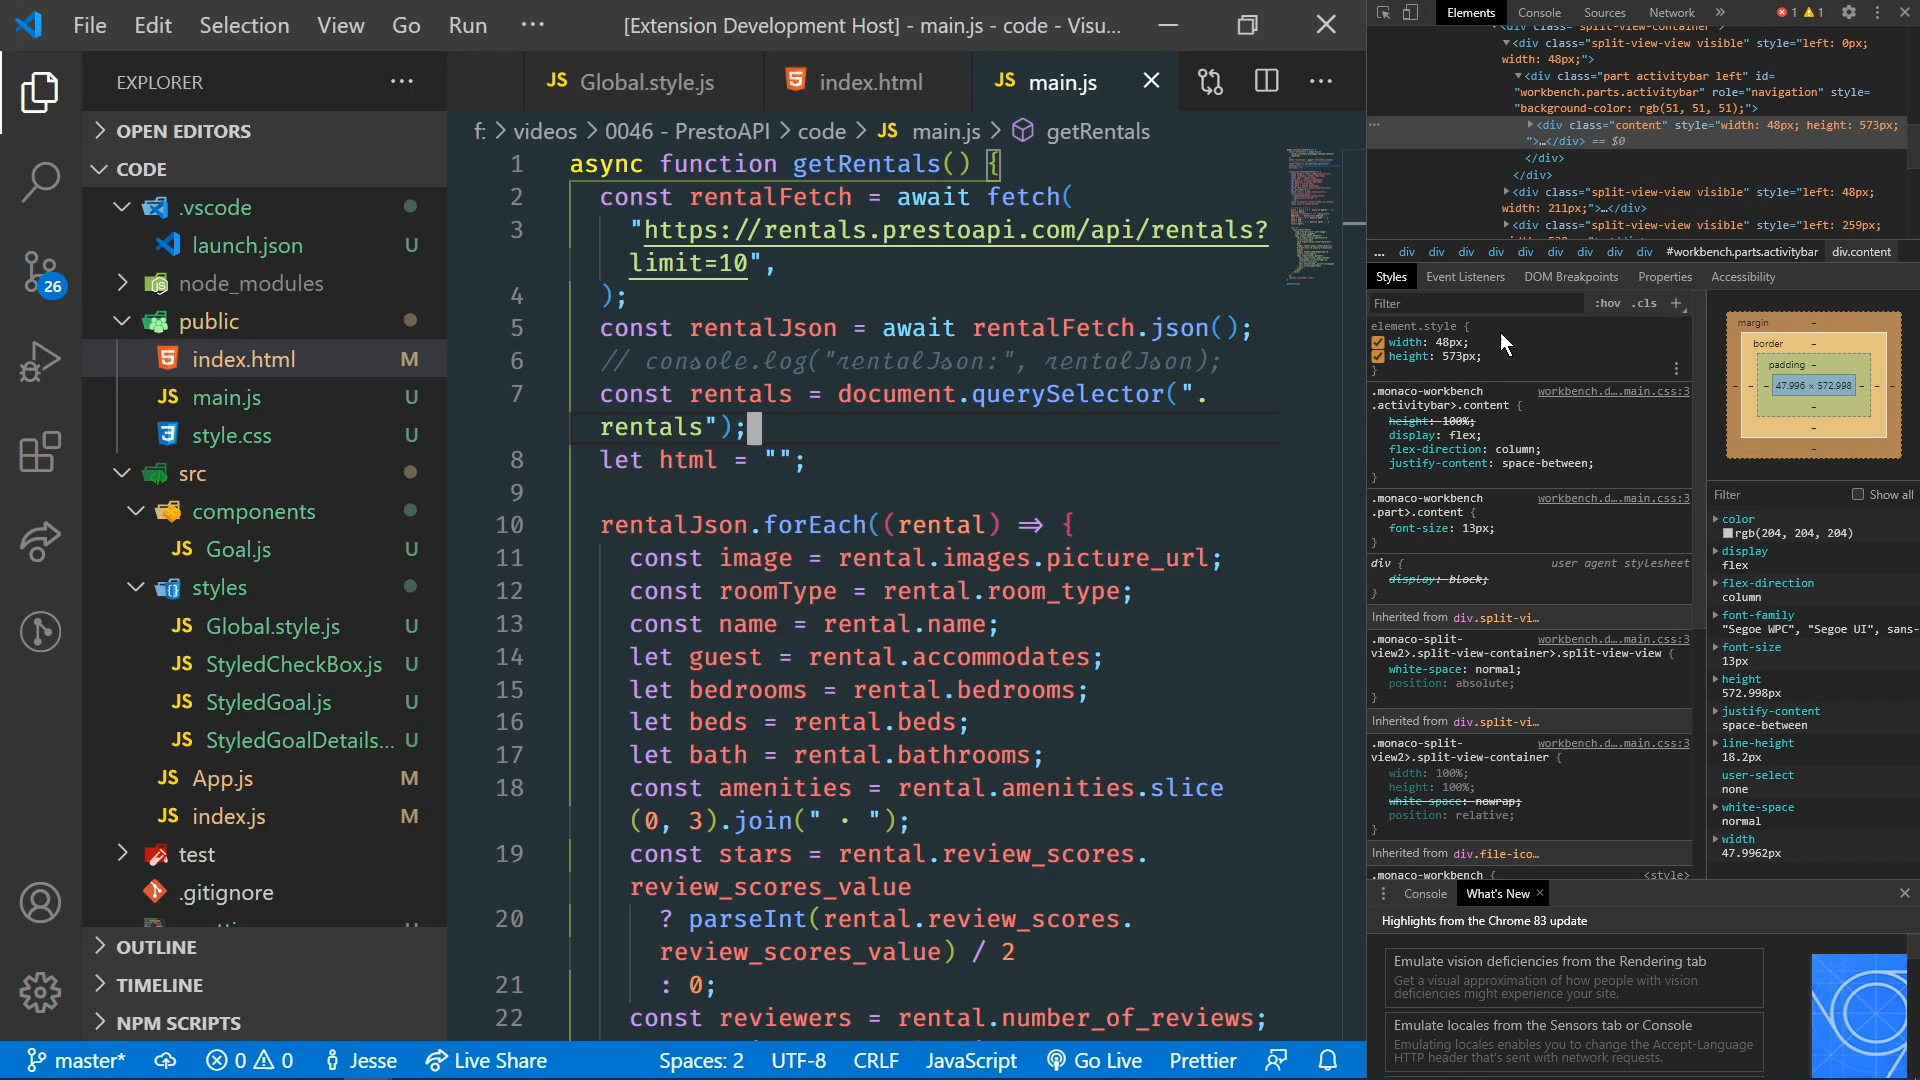 File Edit Selection View Go Run ··· [Extension Development Host] - main.js - code - Visu...
EXPLORER ···
OPEN EDITORS
CODE
.vscode
launch.json U
node_modules
public
index.html M
main.js U
style.css U
src
components
Goal.js U
styles
Global.style.js U
StyledCheckBox.js U
StyledGoal.js U
StyledGoalDetails... U
App.js M
index.js M
test
.gitignore
OUTLINE
TIMELINE
NPM SCRIPTS
26
JS Global.style.js index.html JS main.js
f: > videos > 0046 - PrestoAPI > code > JS main.js > getRentals
1 async function getRentals() {
2 const rentalFetch = await fetch(
3 "https://rentals.prestoapi.com/api/rentals?
limit=10",
4 );
5 const rentalJson = await rentalFetch.json();
6 // console.log("rentalJson:", rentalJson);
7 const rentals = document.querySelector(".
rentals");
8 let html = "";
9
10 rentalJson.forEach((rental) => {
11 const image = rental.images.picture_url;
12 const roomType = rental.room_type;
13 const name = rental.name;
14 let guest = rental.accommodates;
15 let bedrooms = rental.bedrooms;
16 let beds = rental.beds;
17 let bath = rental.bathrooms;
18 const amenities = rental.amenities.slice
(0, 3).join(" · ");
19 const stars = rental.review_scores.
review_scores_value
20 ? parseInt(rental.review_scores.
review_scores_value) / 2
21 : 0;
22 const reviewers = rental.number_of_reviews;
master* 0 0 Jesse Live Share Spaces: 2 UTF-8 CRLF JavaScript Go Live Prettier
Elements Console Sources Network » 1 1
<div class="split-view-container">
<div class="split-view-view visible" style="left: 0px;
width: 48px;">
<div class="part activitybar left" id=
"workbench.parts.activitybar" role="navigation" style=
"background-color: rgb(51, 51, 51);">
<div class="content" style="width: 48px; height: 573px;
">…</div> == $0
</div>
</div>
<div class="split-view-view visible" style="left: 48px;
width: 211px;">…</div>
<div class="split-view-view visible" style="left: 259px;
... div div div div div div div #workbench.parts.activitybar div.content
Styles Event Listeners DOM Breakpoints Properties Accessibility
Filter :hov .cls +
element.style {
width: 48px;
height: 573px;
}
.monaco-workbench workbench.d….main.css:3
.activitybar>.content {
height: 100%;
display: flex;
flex-direction: column;
justify-content: space-between;
}
.monaco-workbench workbench.d….main.css:3
.part>.content {
font-size: 13px;
}
div { user agent stylesheet
display: block;
}
Inherited from div.split-vi…
.monaco-split- workbench.d….main.css:3
view2>.split-view-container>.split-view-view {
white-space: normal;
position: absolute;
}
Inherited from div.split-vi…
.monaco-split- workbench.d….main.css:3
view2>.split-view-container {
width: 100%;
height: 100%;
white-space: nowrap;
position: relative;
}
Inherited from div.file-ico…
.monaco-workbench { <style>
margin -
border -
padding -
47.996 × 572.998
Filter Show all
color
rgb(204, 204, 204)
display
flex
flex-direction
column
font-family
"Segoe WPC", "Segoe UI", sans-
font-size
13px
height
572.998px
justify-content
space-between
line-height
18.2px
user-select
none
white-space
normal
width
47.9962px
Console What's New
Highlights from the Chrome 83 update
Emulate vision deficiencies from the Rendering tab
Get a visual approximation of how people with vision
deficiencies might experience your site.
Emulate locales from the Sensors tab or Console
Emulating locales enables you to change the Accept-Language
HTTP header that's sent with network requests.